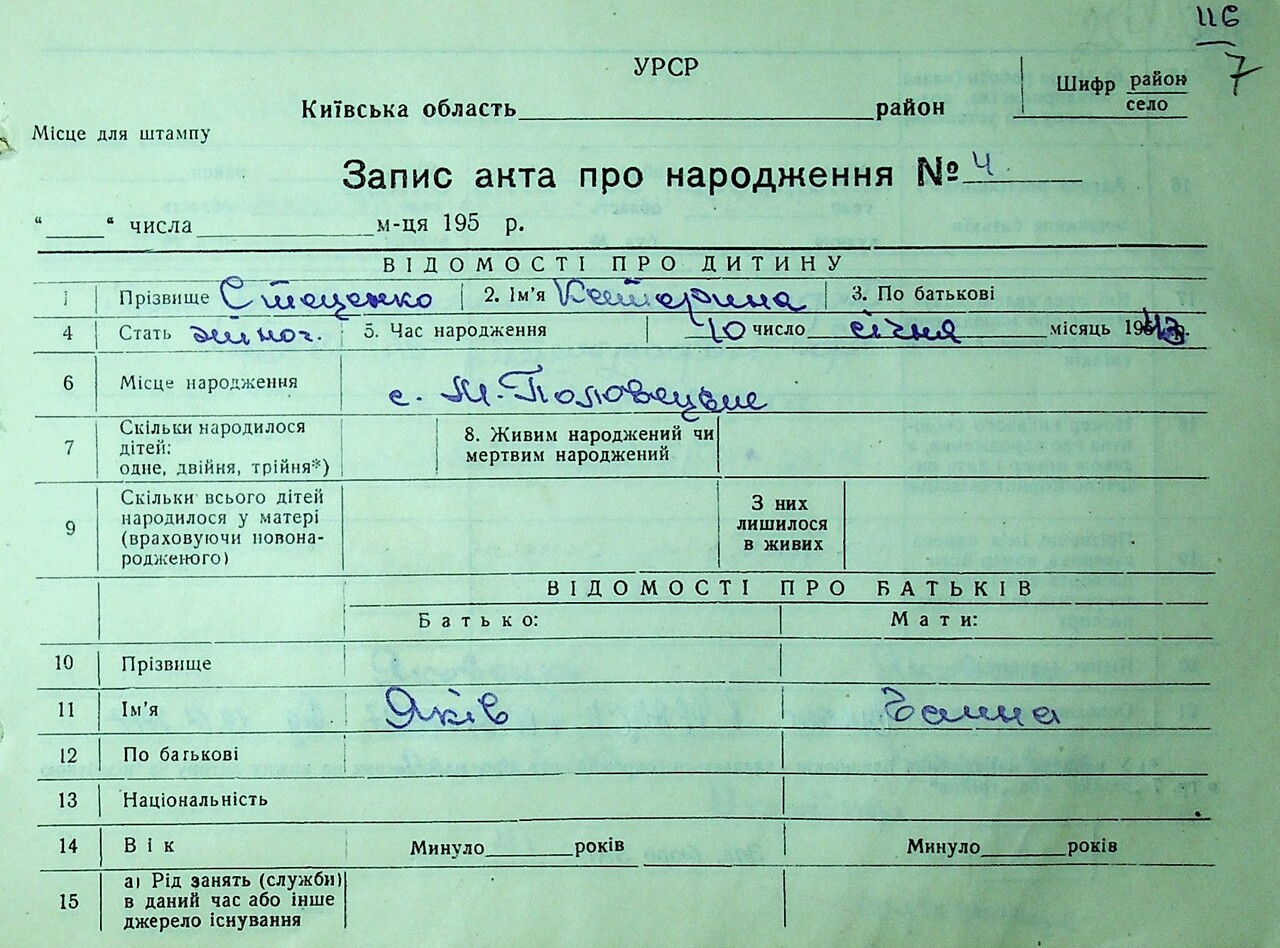 116
7
УРСР
Київська область район
Шифр район село
Місце для штампу
Запис акта про народження № 4
“ “ числа м-ця 195 р.
ВІДОМОСТІ ПРО ДИТИНУ
1 Прізвище Стаценко 2. Ім'я Катерина 3. По батькові
4 Стать жіноч. 5. Час народження 10 число січня місяць 1943 р.
6 Місце народження с. М. Половецьке
7 Скільки народилося дітей: одне, двійня, трійня*) 8. Живим народжений чи мертвим народжений
9 Скільки всього дітей народилося у матері (враховуючи новонародженого) З них лишилося в живих
ВІДОМОСТІ ПРО БАТЬКІВ
Батько: Мати:
10 Прізвище
11 Ім'я Яків Ганна
12 По батькові
13 Національність
14 Вік Минуло років Минуло років
15 а) Рід занять (служби) в даний час або інше джерело існування